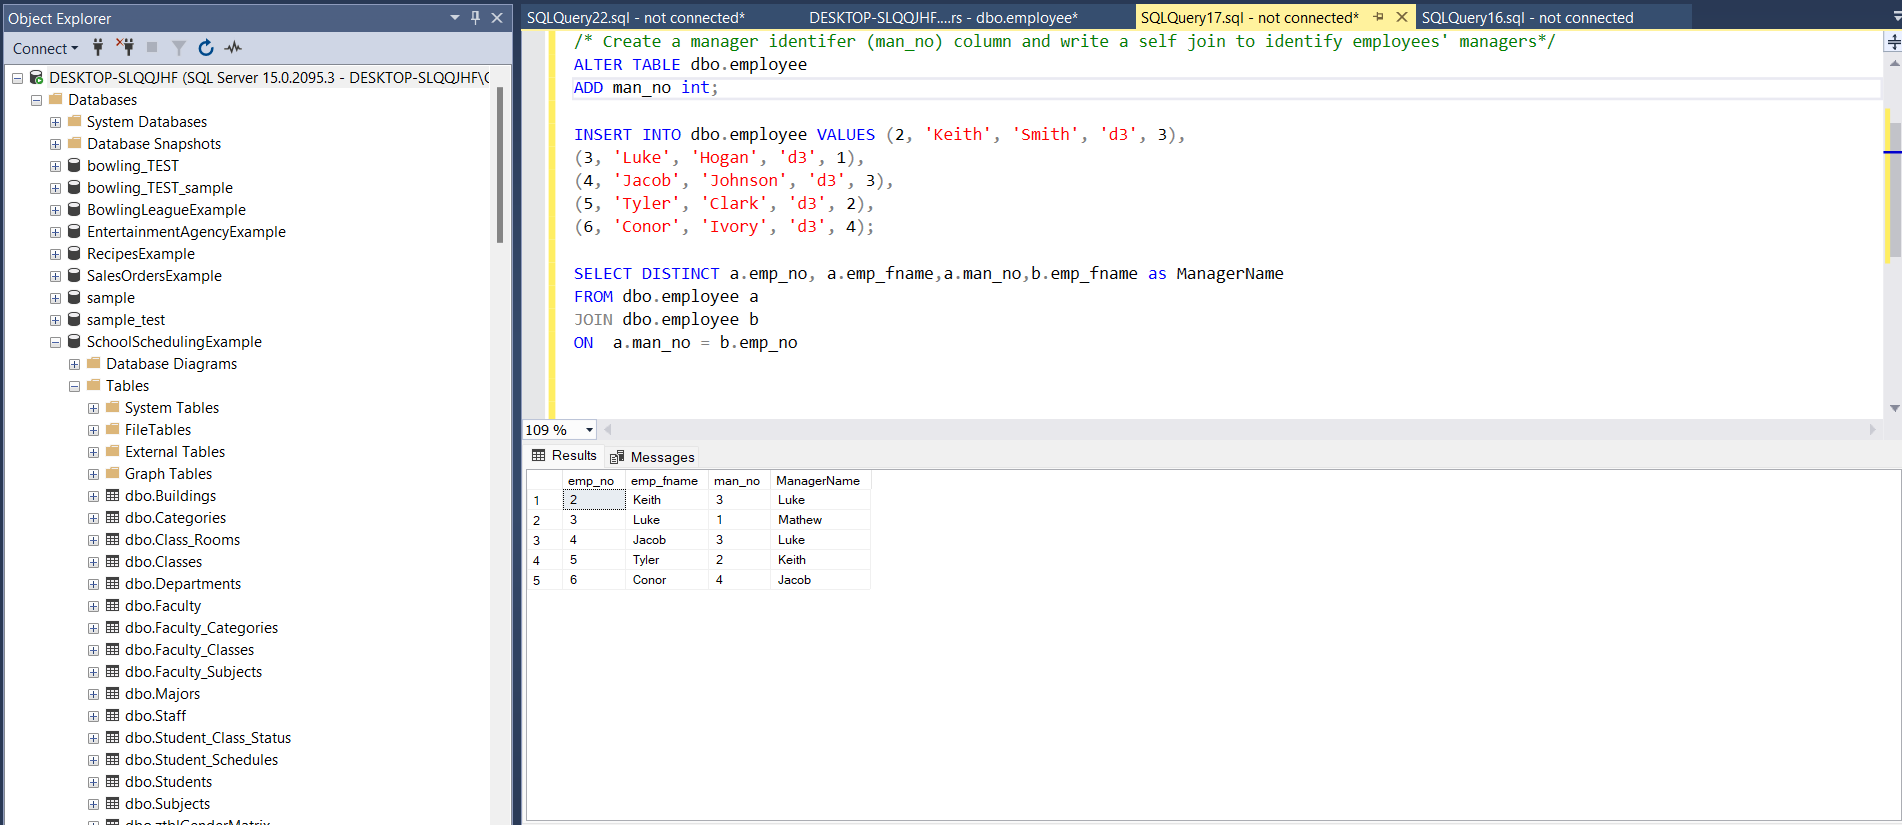 Object Explorer
Connect
DESKTOP-SLQQJHF (SQL Server 15.0.2095.3 - DESKTOP-SLQQJHF\
Databases
System Databases
Database Snapshots
bowling_TEST
bowling_TEST_sample
BowlingLeagueExample
EntertainmentAgencyExample
RecipesExample
SalesOrdersExample
sample
sample_test
SchoolSchedulingExample
Database Diagrams
Tables
System Tables
FileTables
External Tables
Graph Tables
dbo.Buildings
dbo.Categories
dbo.Class_Rooms
dbo.Classes
dbo.Departments
dbo.Faculty
dbo.Faculty_Categories
dbo.Faculty_Classes
dbo.Faculty_Subjects
dbo.Majors
dbo.Staff
dbo.Student_Class_Status
dbo.Student_Schedules
dbo.Students
dbo.Subjects
dbo.ztblGenderMatrix
SQLQuery22.sql - not connected* DESKTOP-SLQQJHF....rs - dbo.employee* SQLQuery17.sql - not connected* SQLQuery16.sql - not connected
/* Create a manager identifer (man_no) column and write a self join to identify employees' managers*/
ALTER TABLE dbo.employee
ADD man_no int;
INSERT INTO dbo.employee VALUES (2, 'Keith', 'Smith', 'd3', 3),
(3, 'Luke', 'Hogan', 'd3', 1),
(4, 'Jacob', 'Johnson', 'd3', 3),
(5, 'Tyler', 'Clark', 'd3', 2),
(6, 'Conor', 'Ivory', 'd3', 4);
SELECT DISTINCT a.emp_no, a.emp_fname,a.man_no,b.emp_fname as ManagerName
FROM dbo.employee a
JOIN dbo.employee b
ON a.man_no = b.emp_no
109 %
Results Messages
emp_no emp_fname man_no ManagerName
1 2 Keith 3 Luke
2 3 Luke 1 Mathew
3 4 Jacob 3 Luke
4 5 Tyler 2 Keith
5 6 Conor 4 Jacob